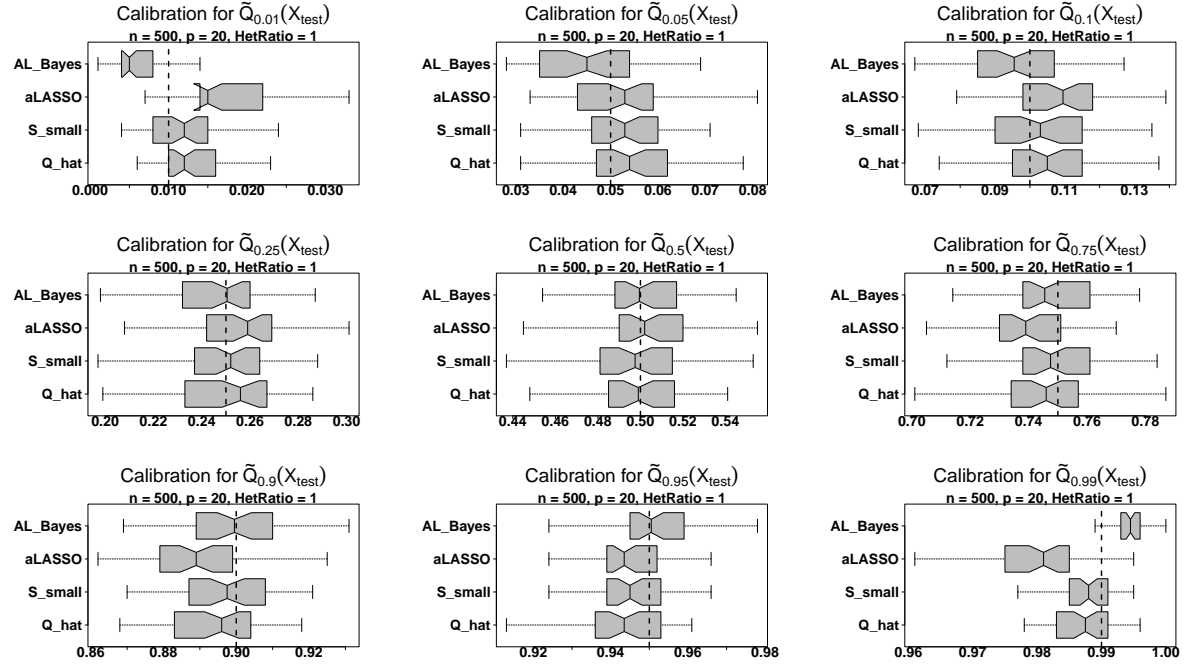 Calibration for Q̃0.01(Xtest)
n = 500, p = 20, HetRatio = 1
AL_Bayes
aLASSO
S_small
Q_hat
0.000 0.010 0.020 0.030
Calibration for Q̃0.05(Xtest)
n = 500, p = 20, HetRatio = 1
AL_Bayes
aLASSO
S_small
Q_hat
0.03 0.04 0.05 0.06 0.07 0.08
Calibration for Q̃0.1(Xtest)
n = 500, p = 20, HetRatio = 1
AL_Bayes
aLASSO
S_small
Q_hat
0.07 0.09 0.11 0.13
Calibration for Q̃0.25(Xtest)
n = 500, p = 20, HetRatio = 1
AL_Bayes
aLASSO
S_small
Q_hat
0.20 0.22 0.24 0.26 0.28 0.30
Calibration for Q̃0.5(Xtest)
n = 500, p = 20, HetRatio = 1
AL_Bayes
aLASSO
S_small
Q_hat
0.44 0.46 0.48 0.50 0.52 0.54
Calibration for Q̃0.75(Xtest)
n = 500, p = 20, HetRatio = 1
AL_Bayes
aLASSO
S_small
Q_hat
0.70 0.72 0.74 0.76 0.78
Calibration for Q̃0.9(Xtest)
n = 500, p = 20, HetRatio = 1
AL_Bayes
aLASSO
S_small
Q_hat
0.86 0.88 0.90 0.92
Calibration for Q̃0.95(Xtest)
n = 500, p = 20, HetRatio = 1
AL_Bayes
aLASSO
S_small
Q_hat
0.92 0.94 0.96 0.98
Calibration for Q̃0.99(Xtest)
n = 500, p = 20, HetRatio = 1
AL_Bayes
aLASSO
S_small
Q_hat
0.96 0.97 0.98 0.99 1.00